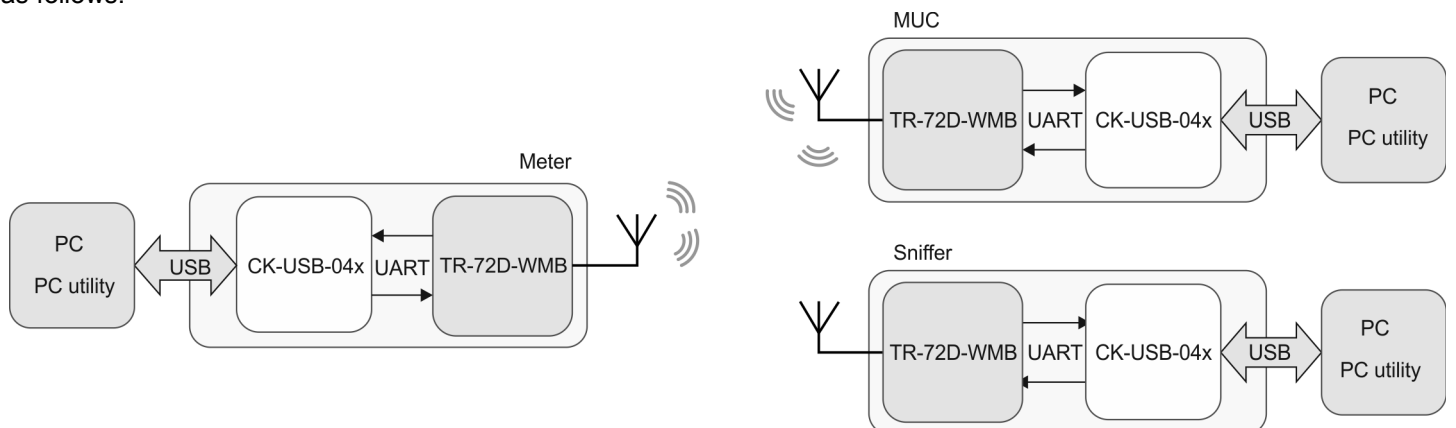 as follows:
Meter
PC
PC utility
USB
CK-USB-04x
UART
TR-72D-WMB
MUC
TR-72D-WMB
UART
CK-USB-04x
USB
PC
PC utility
Sniffer
TR-72D-WMB
UART
CK-USB-04x
USB
PC
PC utility